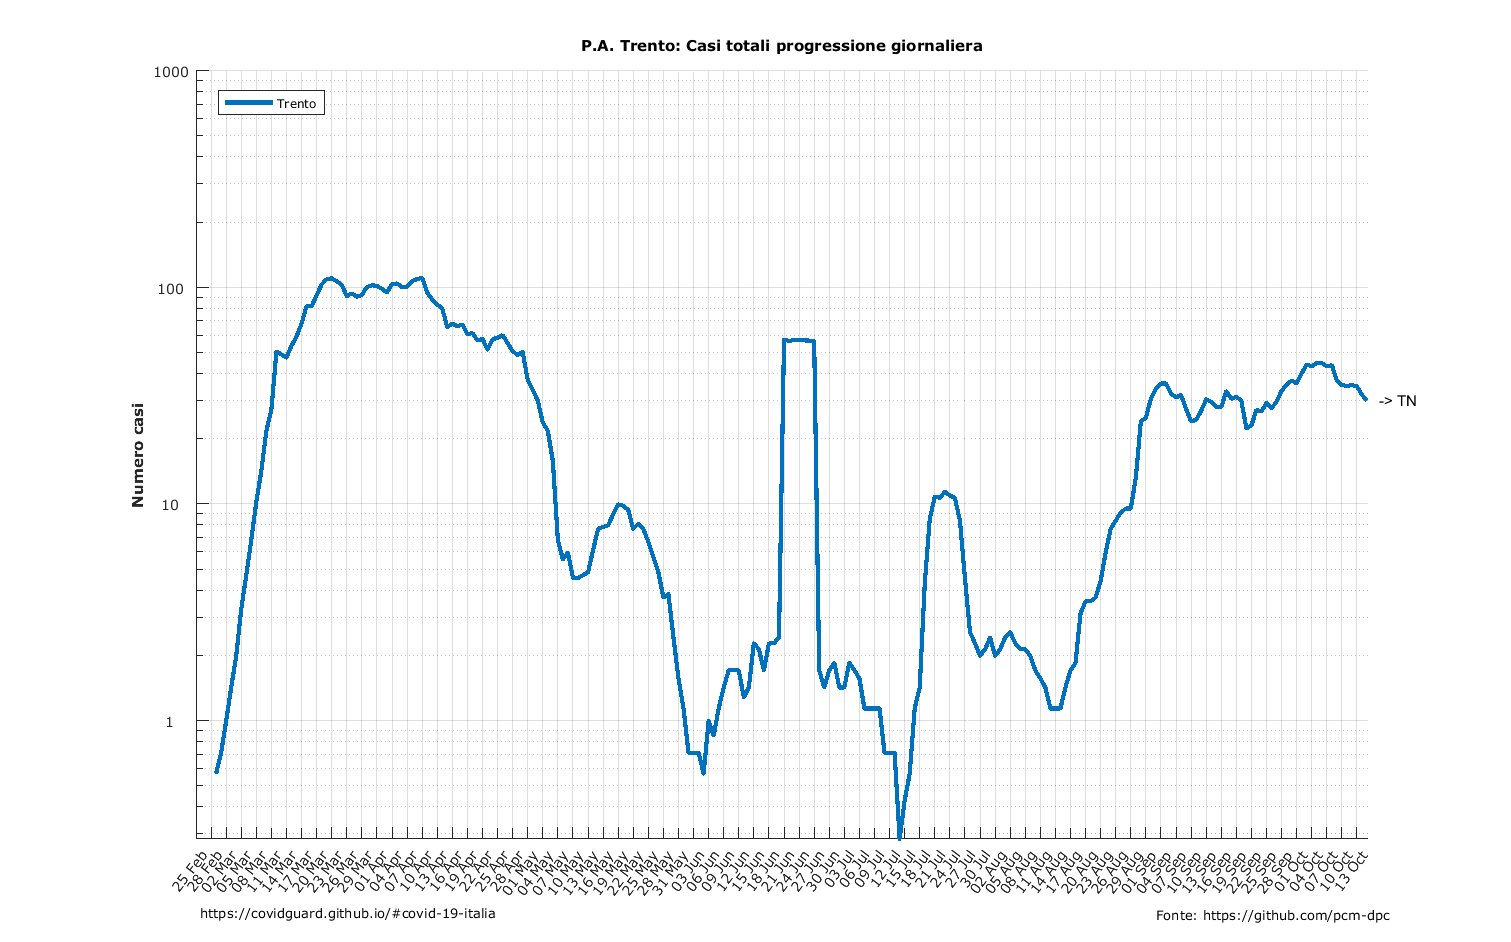 P.A. Trento: Casi totali progressione giornaliera
Trento
Numero casi
1000
100
10
1
-> TN
25 Feb
28 Feb
02 Mar
05 Mar
08 Mar
11 Mar
14 Mar
17 Mar
20 Mar
23 Mar
26 Mar
29 Mar
01 Apr
04 Apr
07 Apr
10 Apr
13 Apr
16 Apr
19 Apr
22 Apr
25 Apr
28 Apr
01 May
04 May
07 May
10 May
13 May
16 May
19 May
22 May
25 May
28 May
31 May
03 Jun
06 Jun
09 Jun
12 Jun
15 Jun
18 Jun
21 Jun
24 Jun
27 Jun
30 Jun
03 Jul
06 Jul
09 Jul
12 Jul
15 Jul
18 Jul
21 Jul
24 Jul
27 Jul
30 Jul
02 Aug
05 Aug
08 Aug
11 Aug
14 Aug
17 Aug
20 Aug
23 Aug
26 Aug
29 Aug
01 Sep
04 Sep
07 Sep
10 Sep
13 Sep
16 Sep
19 Sep
22 Sep
25 Sep
28 Sep
01 Oct
04 Oct
07 Oct
10 Oct
13 Oct
https://covidguard.github.io/#covid-19-italia
Fonte: https://github.com/pcm-dpc